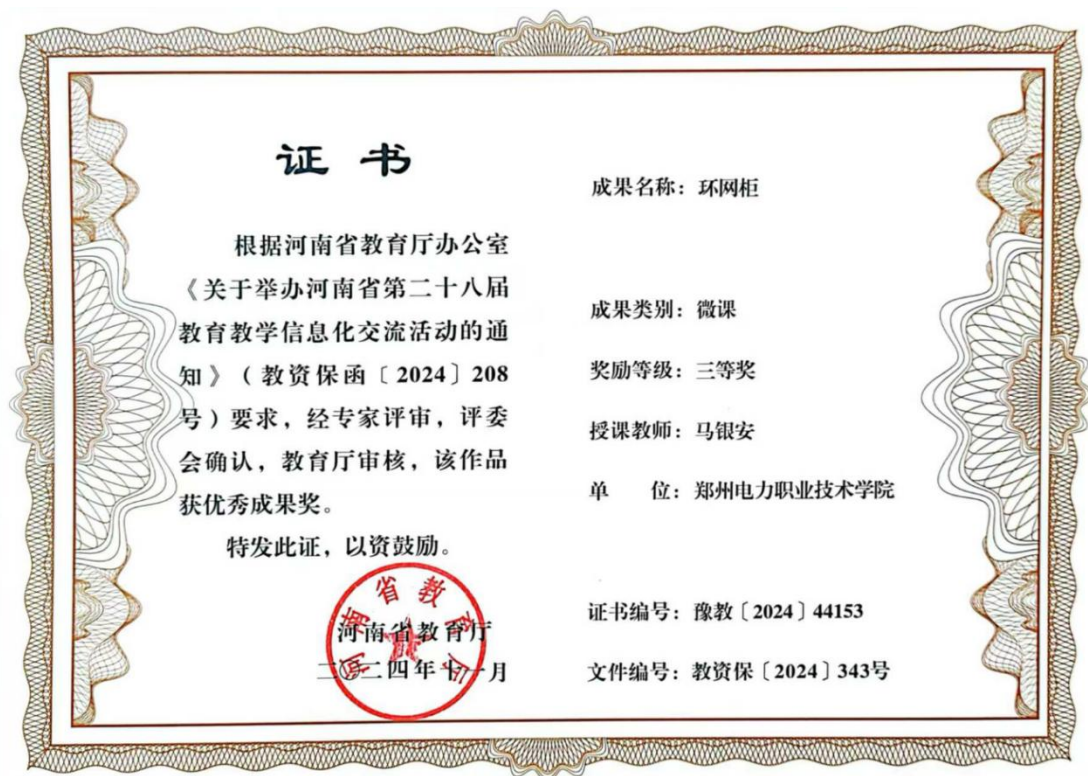 证 书
根据河南省教育厅办公室
《关于举办河南省第二十八届
教育教学信息化交流活动的通
知》（教资保函〔2024〕208
号）要求，经专家评审，评委
会确认，教育厅审核，该作品
获优秀成果奖。
特发此证，以资鼓励。
河南省教育厅
河南省教育厅
二〇二四年十一月
成果名称：环网柜
成果类别：微课
奖励等级：三等奖
授课教师：马银安
单 位：郑州电力职业技术学院
证书编号：豫教〔2024〕44153
文件编号：教资保〔2024〕343号